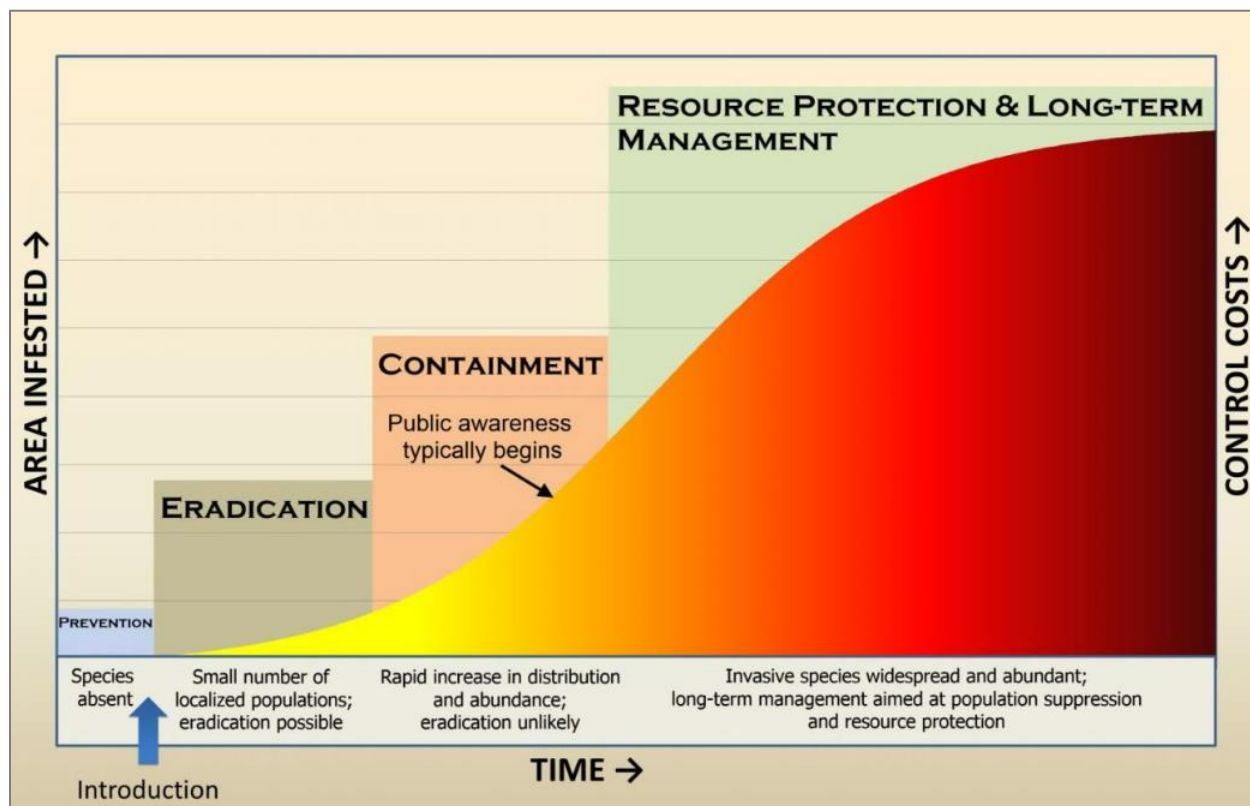 RESOURCE PROTECTION & LONG-TERM
MANAGEMENT
CONTAINMENT
Public awareness
typically begins
ERADICATION
PREVENTION
AREA INFESTED →
CONTROL COSTS →
Species
absent
Small number of
localized populations;
eradication possible
Rapid increase in distribution
and abundance;
eradication unlikely
Invasive species widespread and abundant;
long-term management aimed at population suppression
and resource protection
TIME →
Introduction